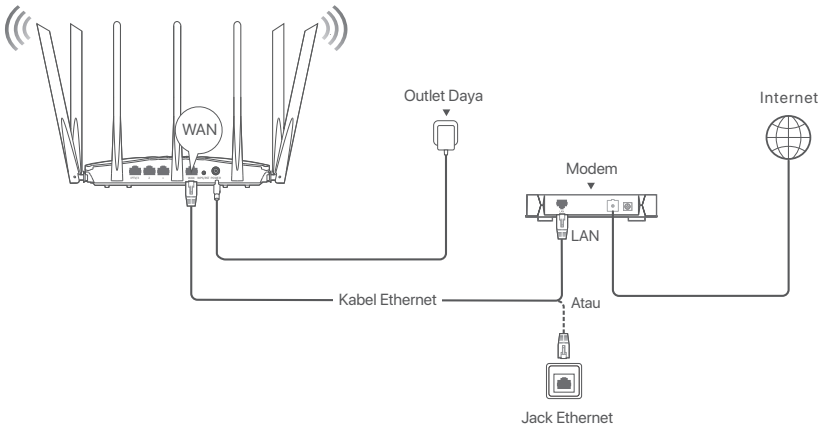 Outlet Daya
Internet
WAN
Modem
LAN
Kabel Ethernet
Atau
Jack Ethernet